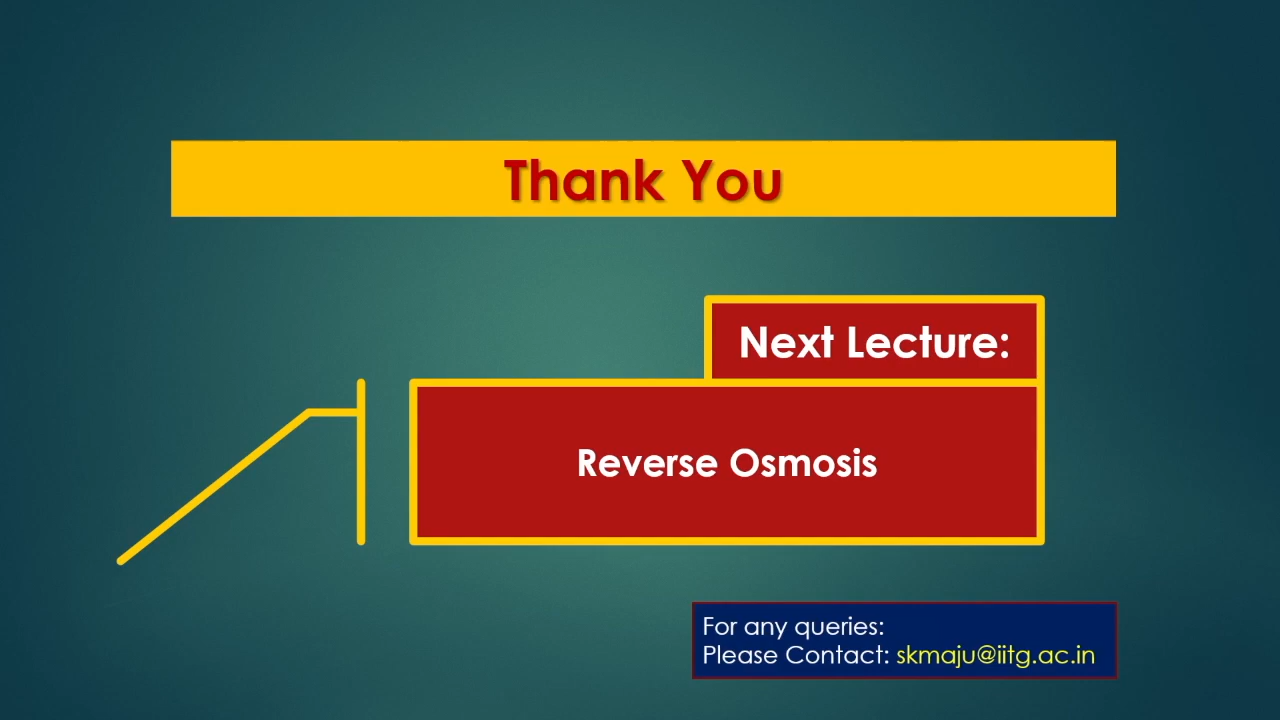 Thank You
Next Lecture:
Reverse Osmosis
For any queries:
Please Contact: skmaju@iitg.ac.in